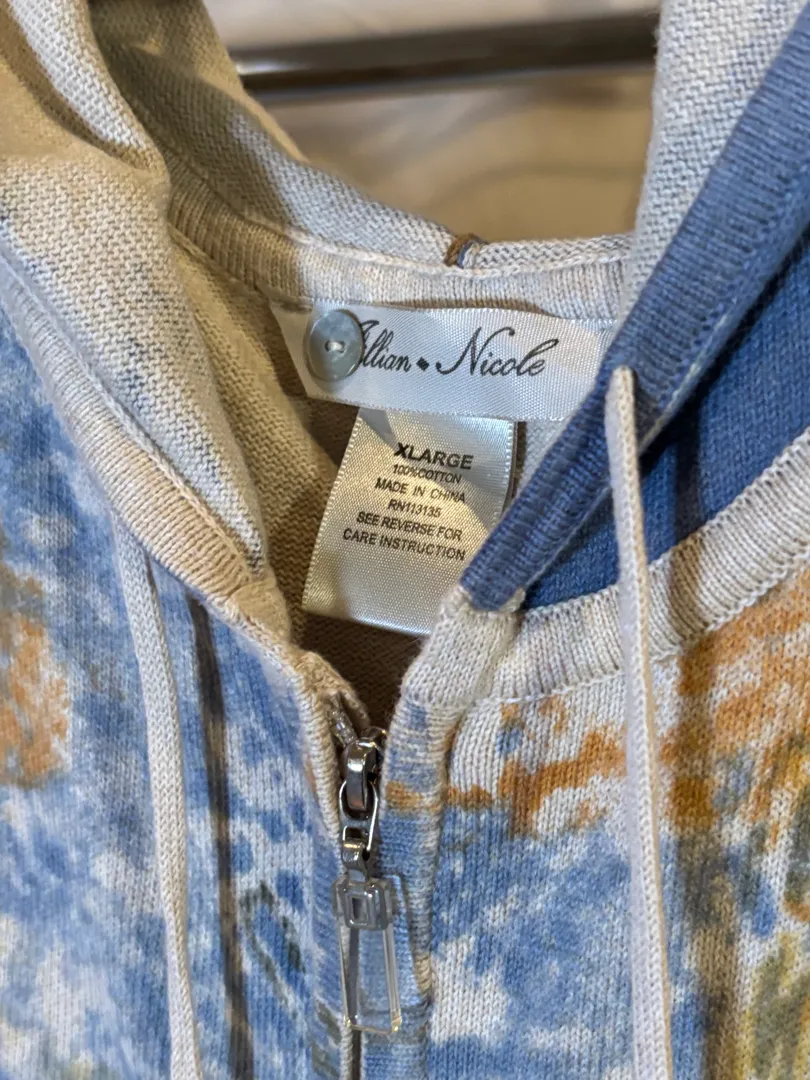 Jillian • Nicole
XLARGE
100%COTTON
MADE IN CHINA
RN113135
SEE REVERSE FOR
CARE INSTRUCTION